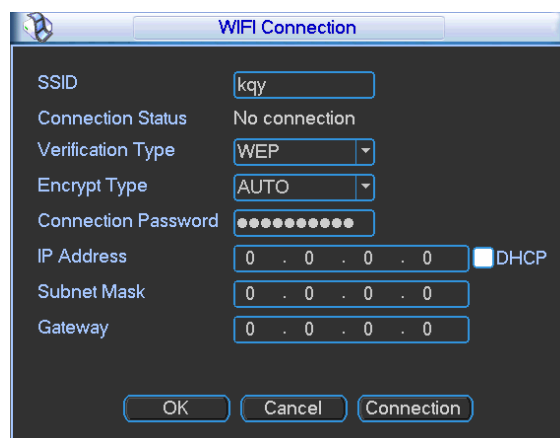 WIFI Connection
SSID kqy
Connection Status No connection
Verification Type WEP
Encrypt Type AUTO
Connection Password ●●●●●●●●●●
IP Address 0 . 0 . 0 . 0 DHCP
Subnet Mask 0 . 0 . 0 . 0
Gateway 0 . 0 . 0 . 0
OK Cancel Connection